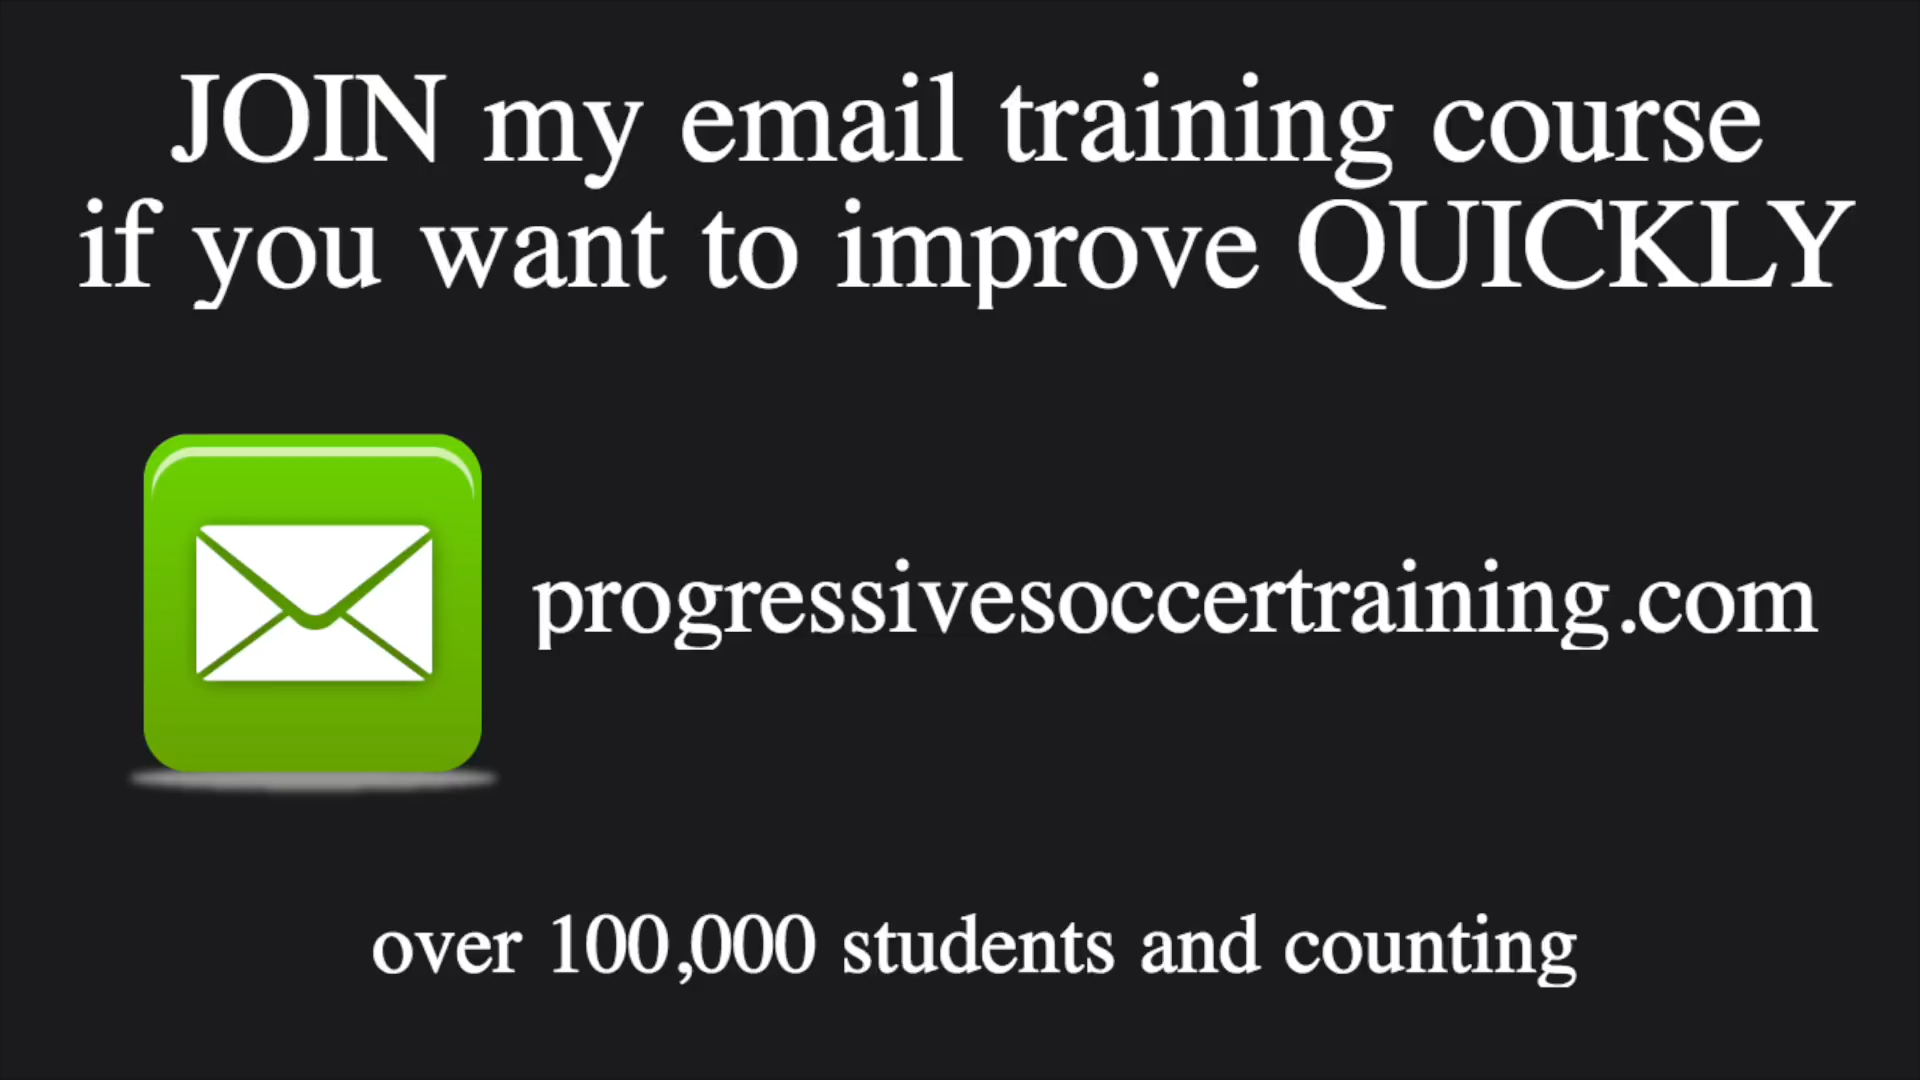 JOIN my email training course
if you want to improve QUICKLY
progressivesoccertraining.com
over 100,000 students and counting